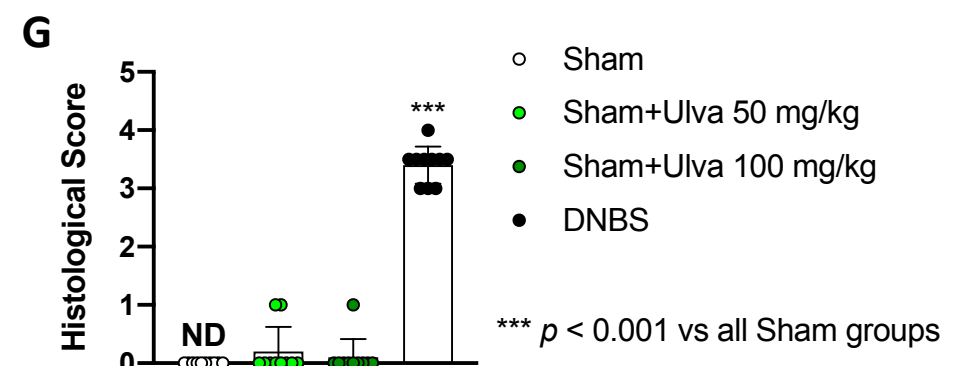 G
Histological Score
5
4
3
2
1
0
ND
***
Sham
Sham+Ulva 50 mg/kg
Sham+Ulva 100 mg/kg
DNBS
*** p < 0.001 vs all Sham groups